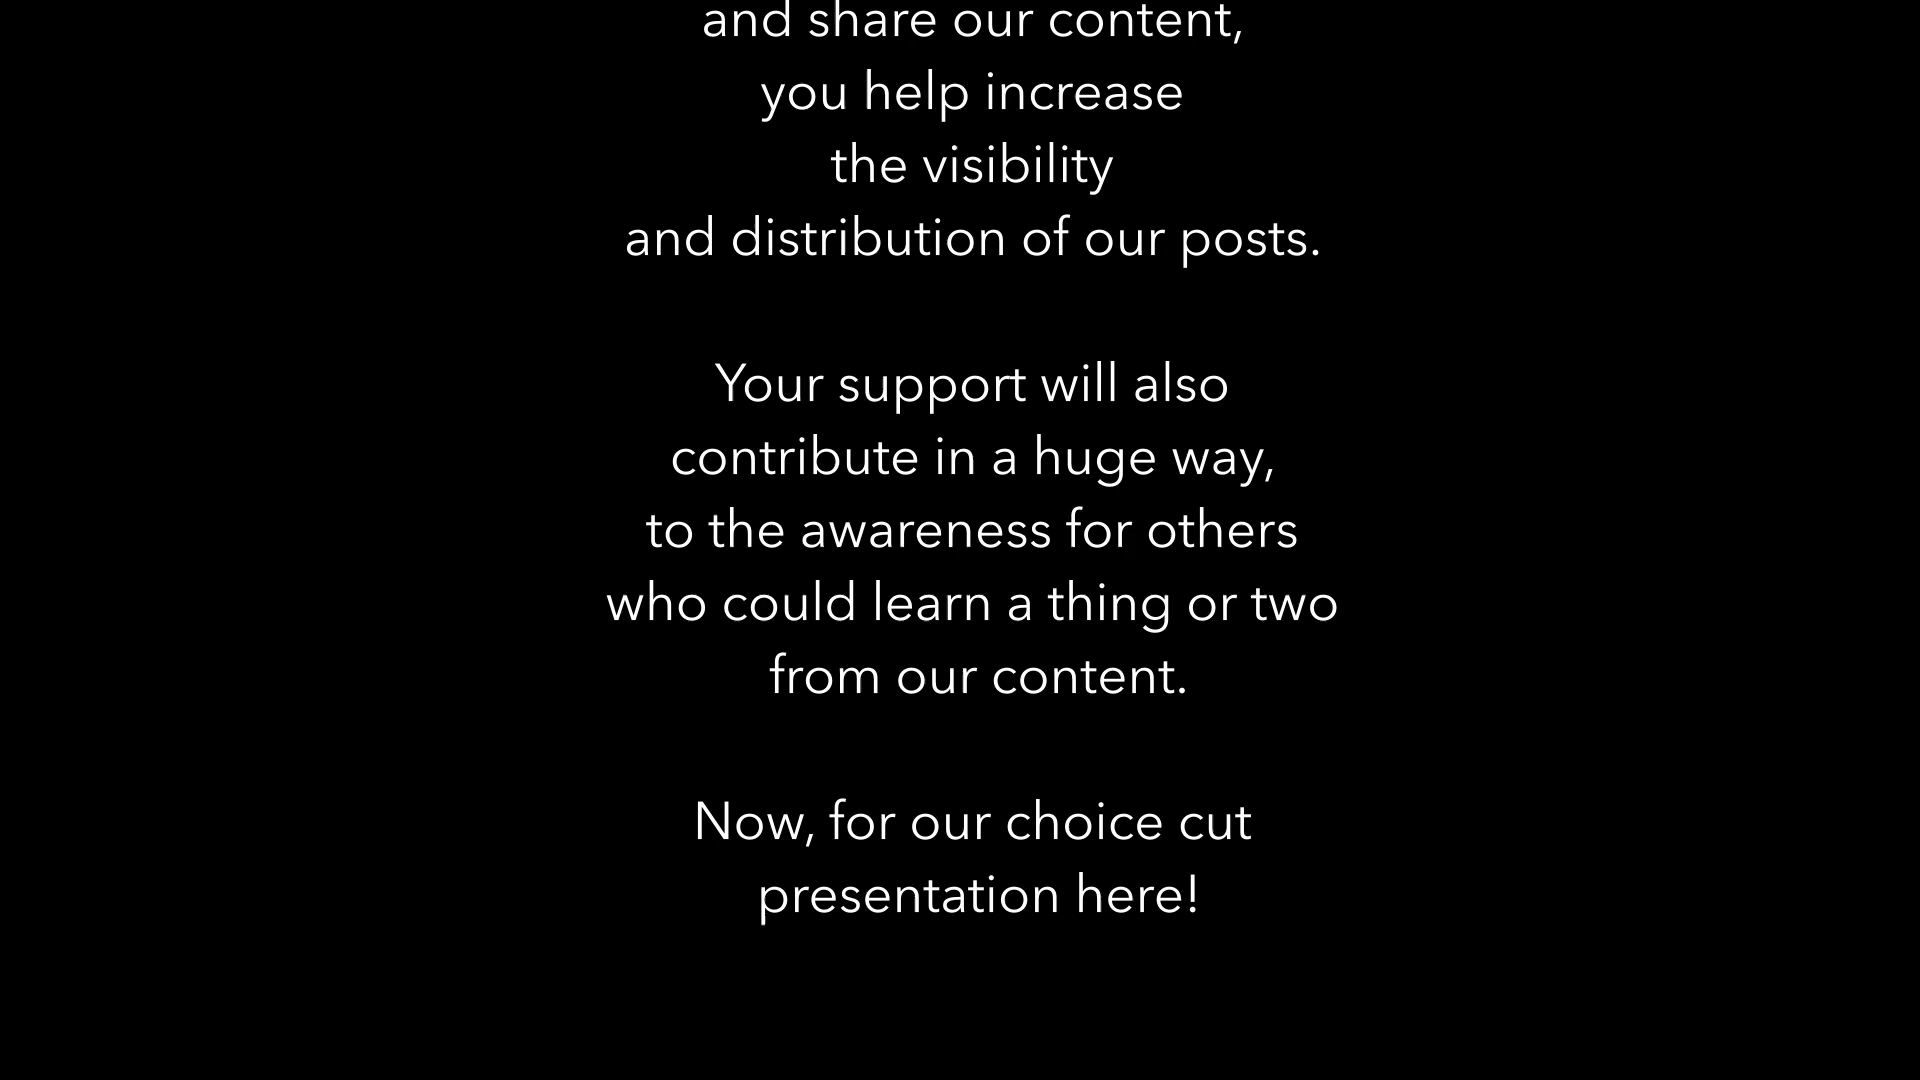 and share our content,
you help increase
the visibility
and distribution of our posts.
Your support will also
contribute in a huge way,
to the awareness for others
who could learn a thing or two
from our content.
Now, for our choice cut
presentation here!